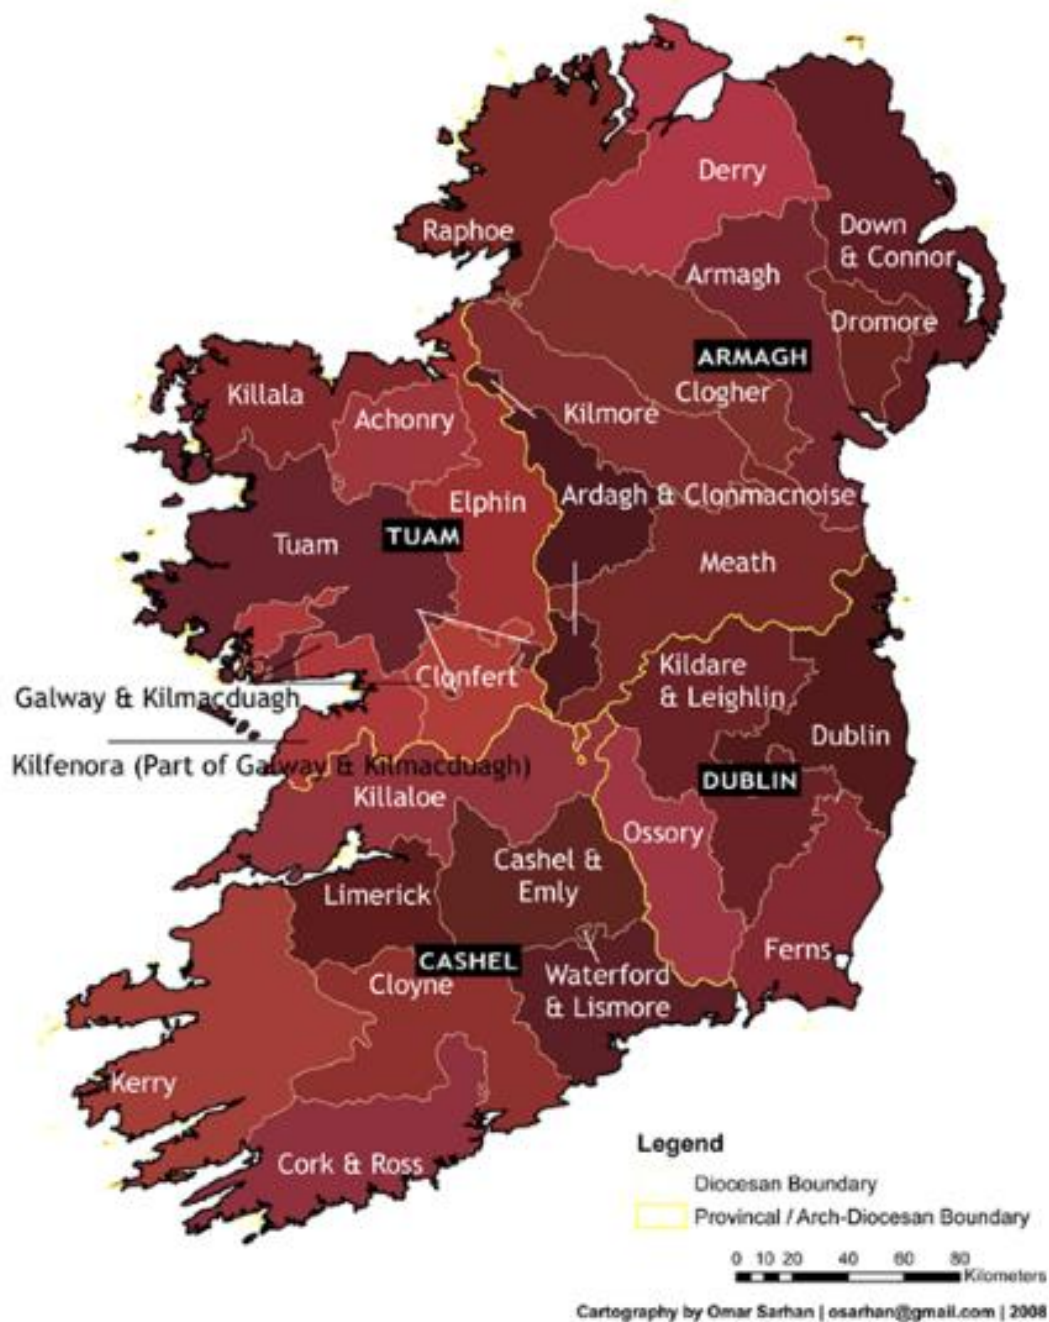 Derry
Raphoe
Down
& Connor
Armagh
Dromore
ARMAGH
Killala
Clogher
Achonry
Kilmore
Elphin
Ardagh & Clonmacnoise
TUAM
Tuam
Meath
Clonfert
Kildare
& Leighlin
Galway & Kilmacduagh
Dublin
Kilfenora (Part of Galway & Kilmacduagh)
DUBLIN
Killaloe
Ossory
Cashel &
Emly
Limerick
Ferns
CASHEL
Cloyne
Waterford
& Lismore
Kerry
Cork & Ross
Legend
Diocesan Boundary
Provincal / Arch-Diocesan Boundary
0 10 20 40 60 80
Kilometers
Cartography by Omar Sarhan | osarhan@gmail.com | 2008